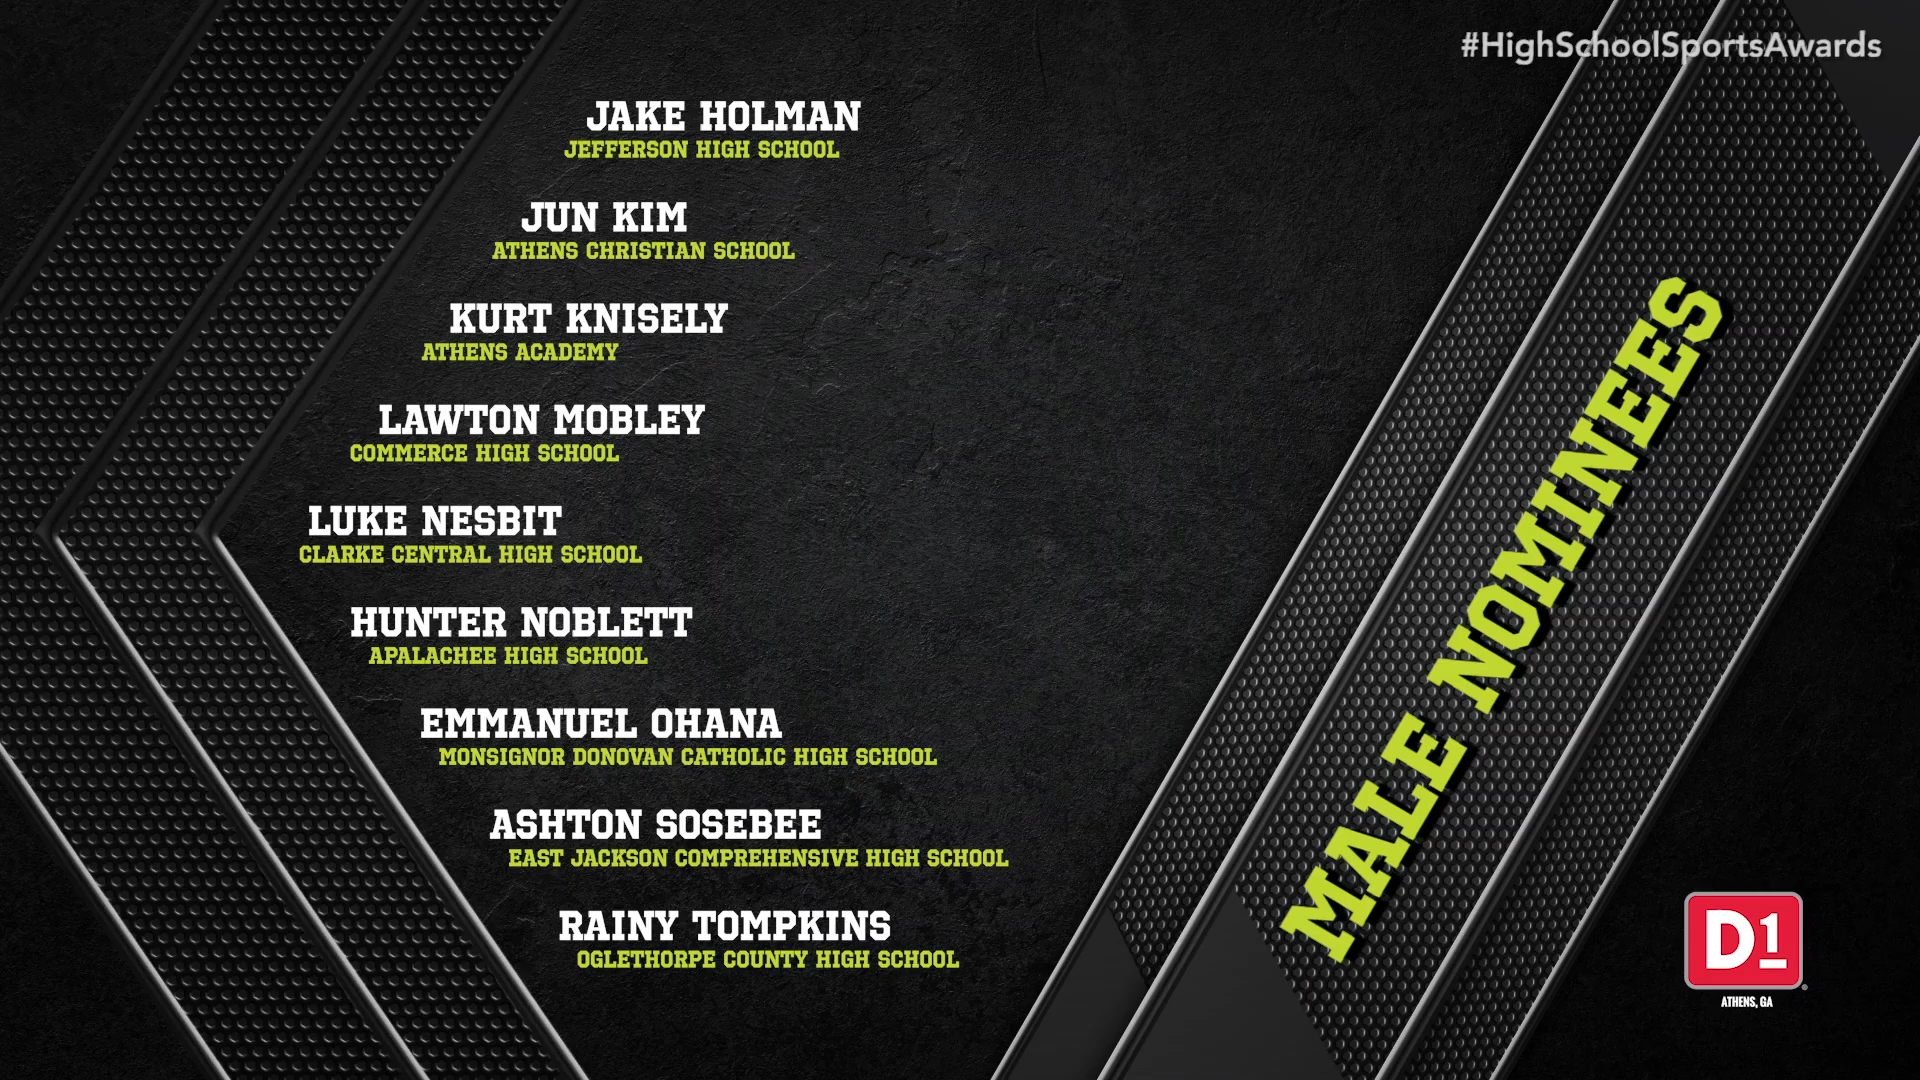 #HighSchoolSportsAwards
JAKE HOLMAN
JEFFERSON HIGH SCHOOL
JUN KIM
ATHENS CHRISTIAN SCHOOL
KURT KNISELY
ATHENS ACADEMY
LAWTON MOBLEY
COMMERCE HIGH SCHOOL
LUKE NESBIT
CLARKE CENTRAL HIGH SCHOOL
HUNTER NOBLETT
APALACHEE HIGH SCHOOL
EMMANUEL OHANA
MONSIGNOR DONOVAN CATHOLIC HIGH SCHOOL
ASHTON SOSEBEE
EAST JACKSON COMPREHENSIVE HIGH SCHOOL
RAINY TOMPKINS
OGLETHORPE COUNTY HIGH SCHOOL
MALE NOMINEES
D1
ATHENS, GA